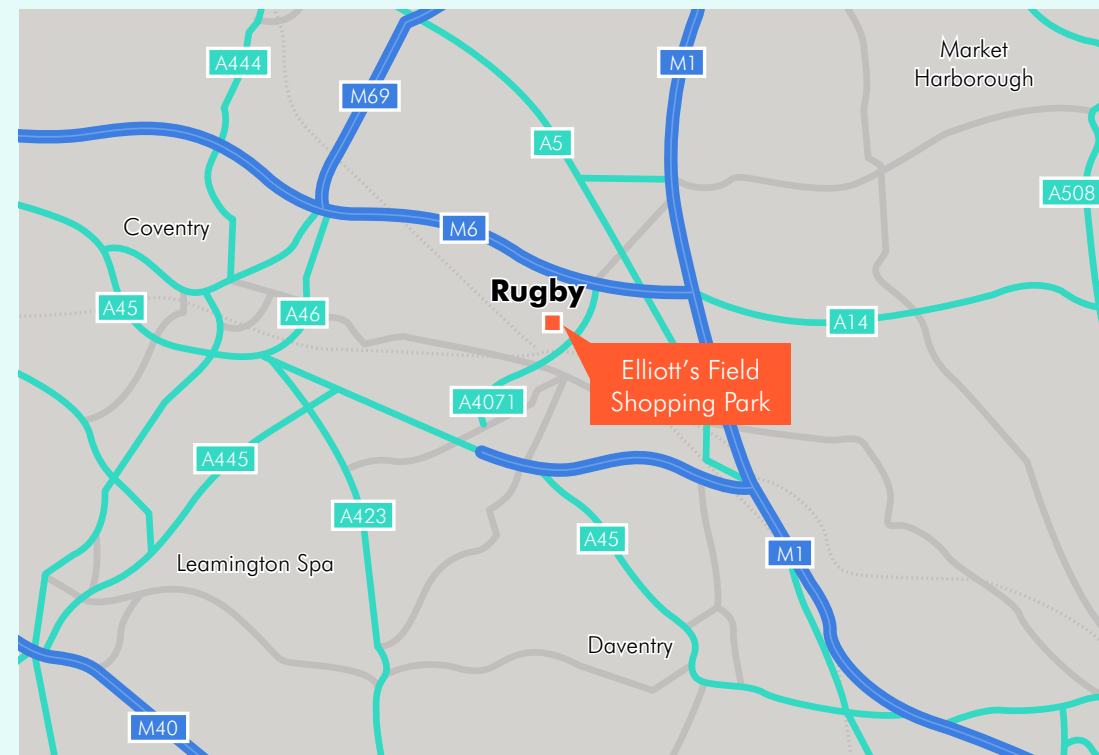 Market
Harborough
A444
M1
M69
A5
A508
Coventry
M6
Rugby
A45
A46
A14
Elliott’s Field
Shopping Park
A4071
A445
A423
A45
M1
Leamington Spa
Daventry
M40